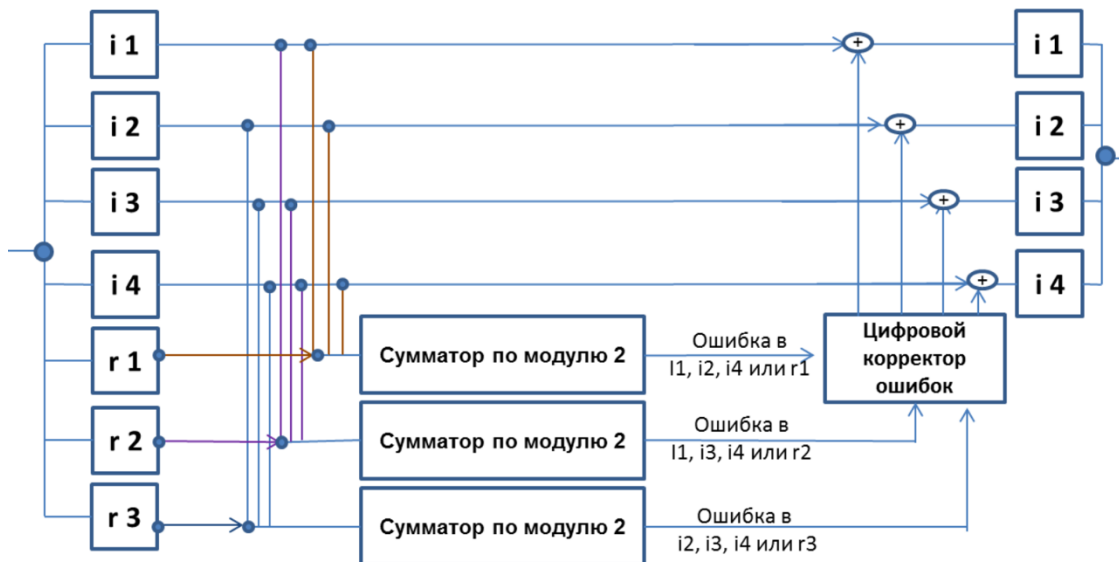 i 1
i 2
i 3
i 4
r 1
r 2
r 3
Сумматор по модулю 2
Сумматор по модулю 2
Сумматор по модулю 2
Ошибка в
I1, i2, i4 или r1
Ошибка в
I1, i3, i4 или r2
Ошибка в
i2, i3, i4 или r3
Цифровой
корректор
ошибок
+
+
+
+
i 1
i 2
i 3
i 4